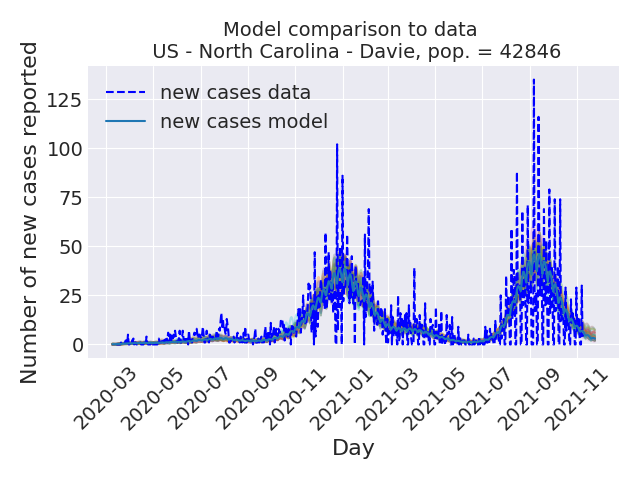 Model comparison to data
US - North Carolina - Davie, pop. = 42846
Number of new cases reported
new cases data
new cases model
125
100
75
50
25
0
2020-03
2020-05
2020-07
2020-09
2020-11
2021-01
2021-03
2021-05
2021-07
2021-09
2021-11
Day